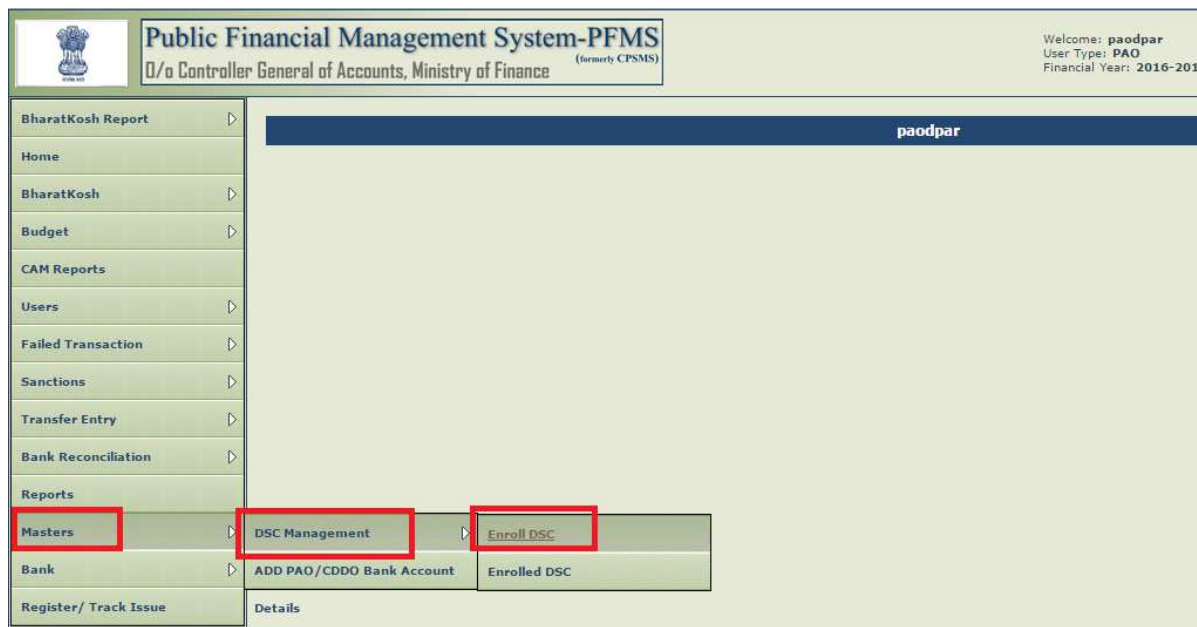 Public Financial Management System-PFMS
(formerly CPSMS)
O/o Controller General of Accounts, Ministry of Finance
Welcome: paodpar
User Type: PAO
Financial Year: 2016-201
BharatKosh Report
paodpar
Home
BharatKosh
Budget
CAM Reports
Users
Failed Transaction
Sanctions
Transfer Entry
Bank Reconciliation
Reports
Masters
DSC Management
Enroll DSC
Bank
ADD PAO/CDDO Bank Account
Enrolled DSC
Register/ Track Issue
Details